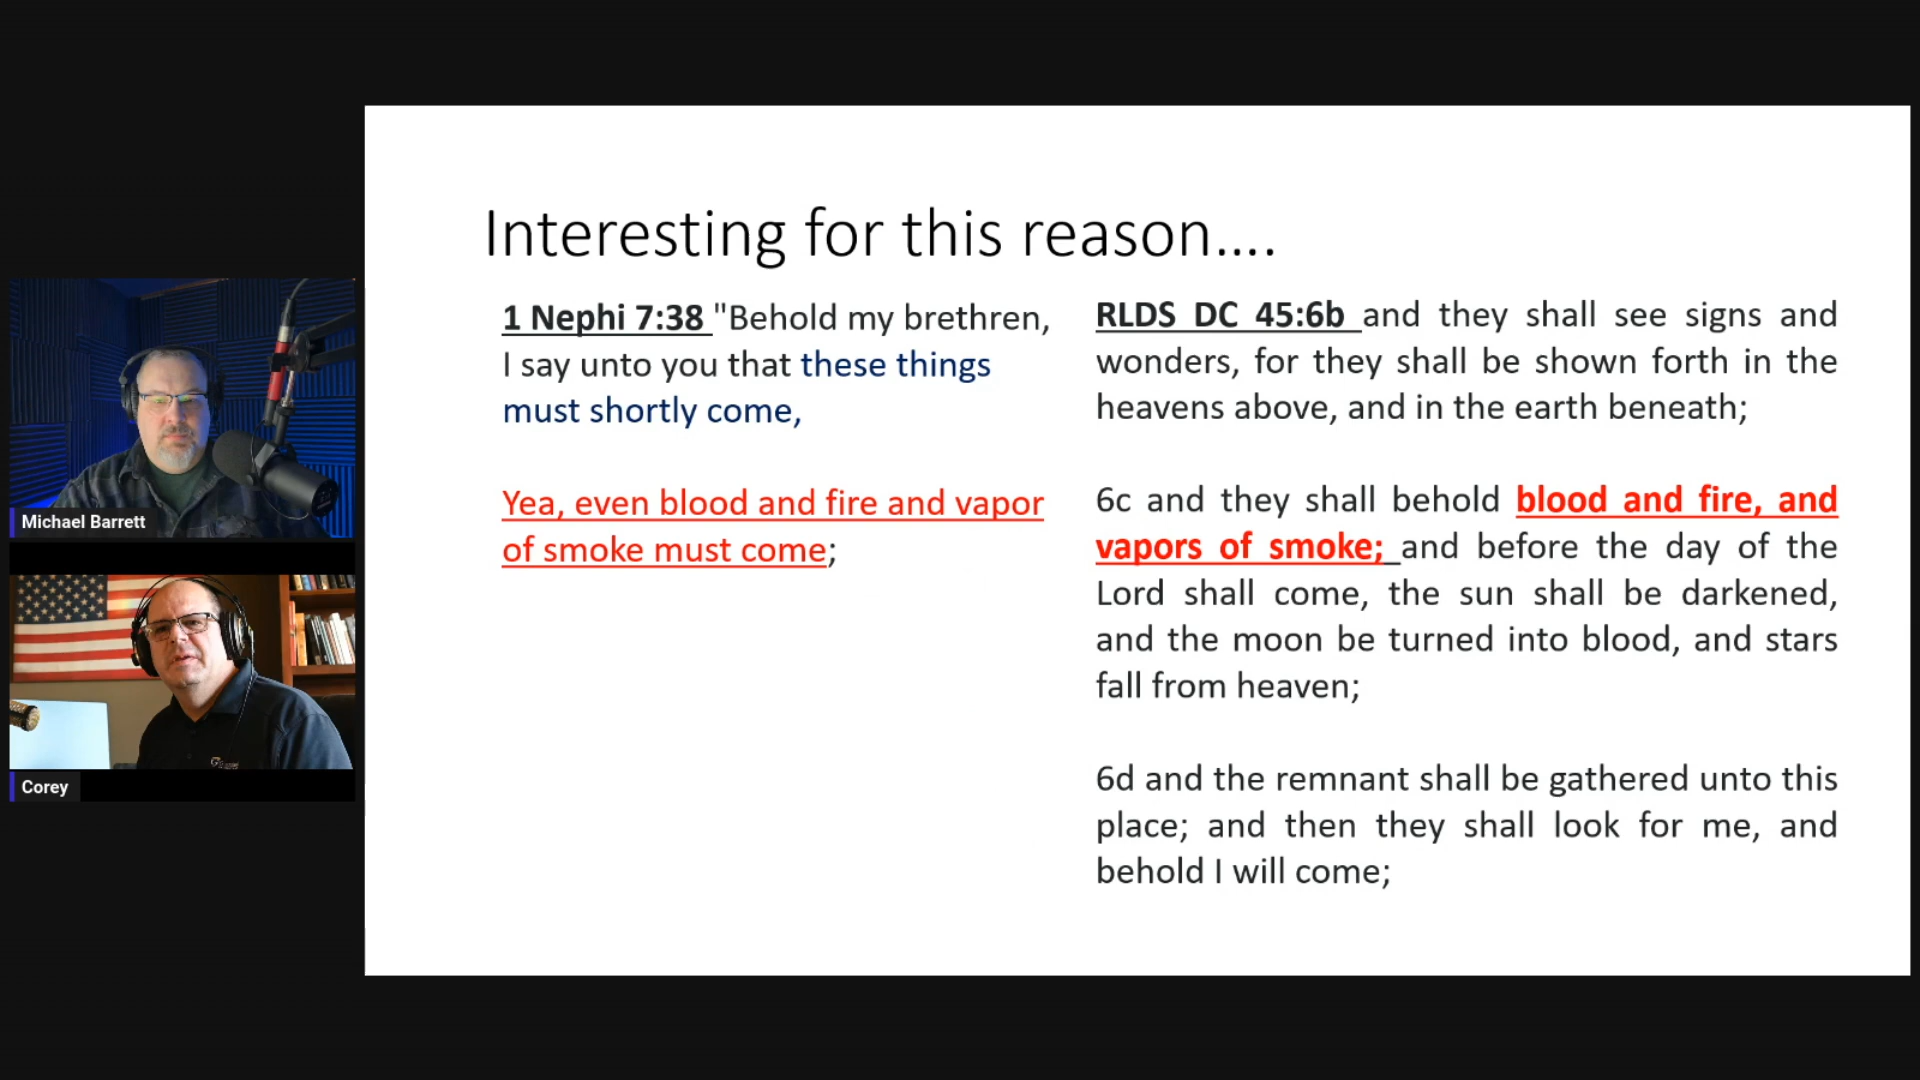 Interesting for this reason....
1 Nephi 7:38 "Behold my brethren,
I say unto you that these things
must shortly come,
Yea, even blood and fire and vapor
of smoke must come;
RLDS DC 45:6b and they shall see signs and
wonders, for they shall be shown forth in the
heavens above, and in the earth beneath;
6c and they shall behold blood and fire, and
vapors of smoke; and before the day of the
Lord shall come, the sun shall be darkened,
and the moon be turned into blood, and stars
fall from heaven;
6d and the remnant shall be gathered unto this
place; and then they shall look for me, and
behold I will come;
Michael Barrett
Corey